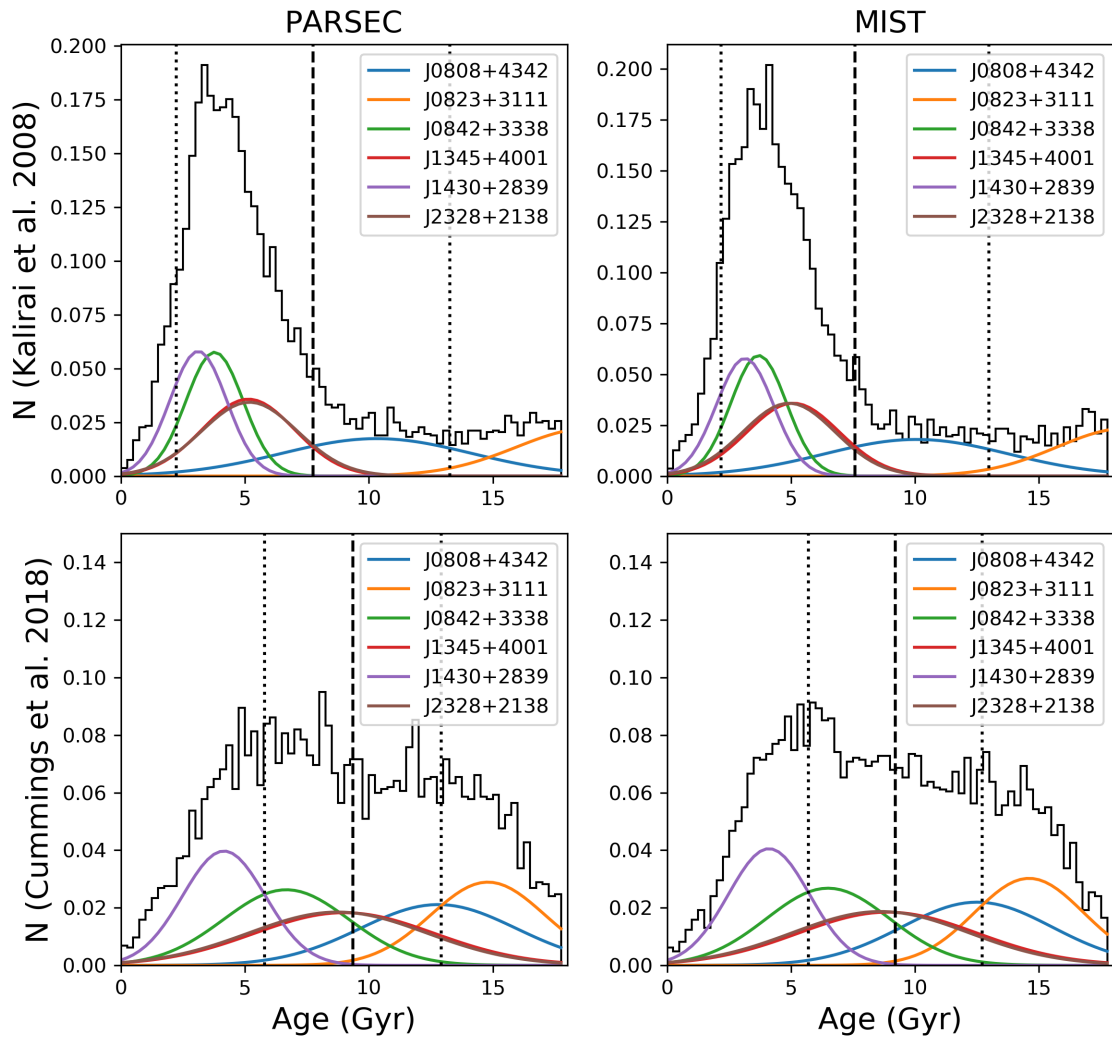 PARSEC
MIST
N (Kalirai et al. 2008)
0.200
0.175
0.150
0.125
0.100
0.075
0.050
0.025
0.000
J0808+4342
J0823+3111
J0842+3338
J1345+4001
J1430+2839
J2328+2138
0 5 10 15
0.200
0.175
0.150
0.125
0.100
0.075
0.050
0.025
0.000
J0808+4342
J0823+3111
J0842+3338
J1345+4001
J1430+2839
J2328+2138
0 5 10 15
N (Cummings et al. 2018)
0.14
0.12
0.10
0.08
0.06
0.04
0.02
0.00
J0808+4342
J0823+3111
J0842+3338
J1345+4001
J1430+2839
J2328+2138
0 5 10 15
Age (Gyr)
0.14
0.12
0.10
0.08
0.06
0.04
0.02
0.00
J0808+4342
J0823+3111
J0842+3338
J1345+4001
J1430+2839
J2328+2138
0 5 10 15
Age (Gyr)